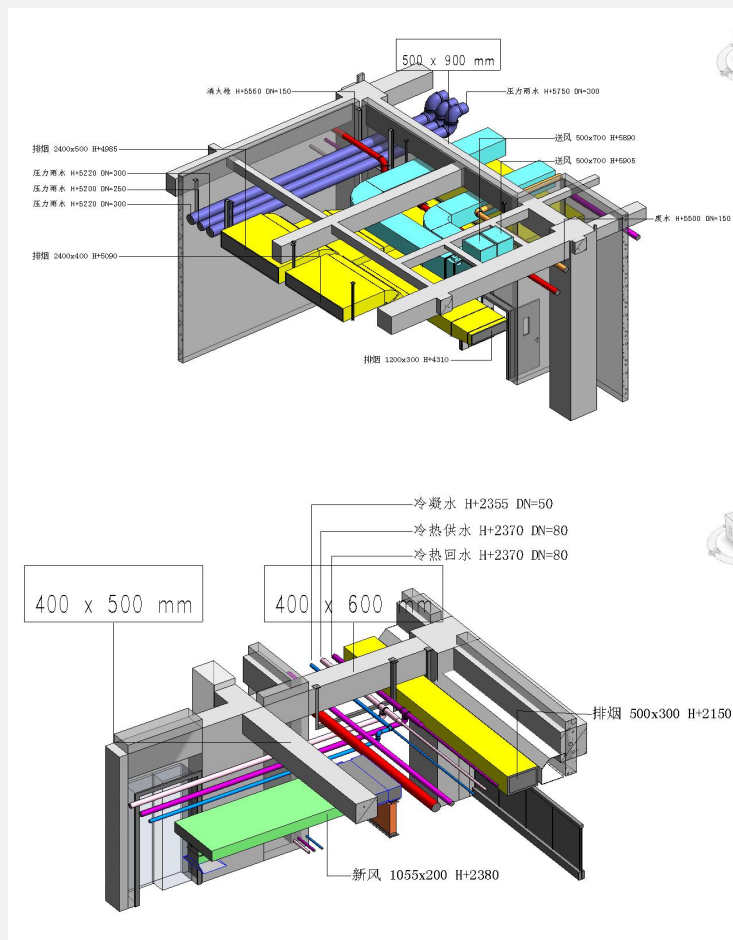 500 x 900 mm
消火栓 H+5560 DN=150
压力雨水 H+5750 DN=300
送风 500x700 H+5890
排烟 2400x500 H+4985
送风 500x700 H+5905
压力雨水 H+5220 DN=300
压力雨水 H+5200 DN=250
压力雨水 H+5220 DN=300
废水 H+5500 DN=150
排烟 2400x400 H+5090
排烟 1200x300 H+4310
冷凝水 H+2355 DN=50
冷热供水 H+2370 DN=80
冷热回水 H+2370 DN=80
400 x 500 mm
400 x 600 mm
排烟 500x300 H+2150
新风 1055x200 H+2380